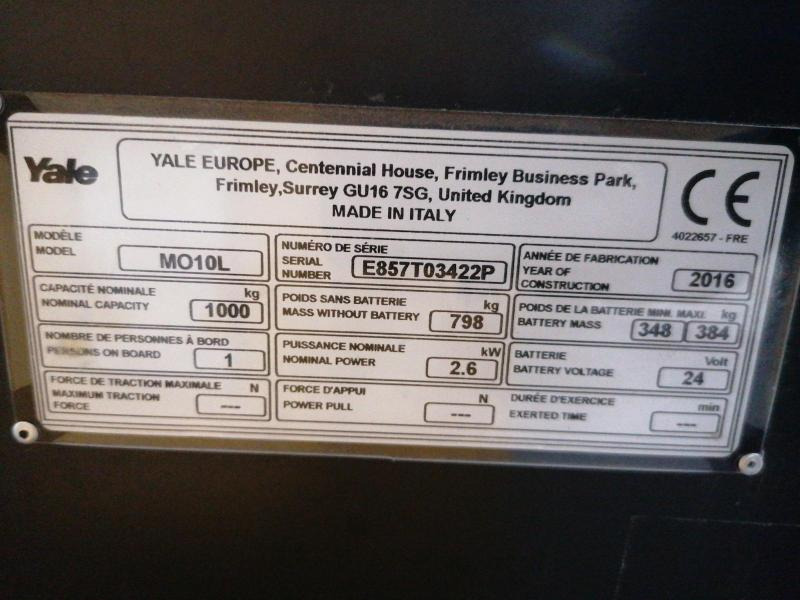 Yale
YALE EUROPE, Centennial House, Frimley Business Park,
Frimley,Surrey GU16 7SG, United Kingdom
MADE IN ITALY
CE
4022657 - FRE
MODÈLE
MODEL
MO10L
NUMÉRO DE SÉRIE
SERIAL
NUMBER
E857T03422P
ANNÉE DE FABRICATION
YEAR OF
CONSTRUCTION
2016
CAPACITÉ NOMINALE kg
NOMINAL CAPACITY 1000
POIDS SANS BATTERIE kg
MASS WITHOUT BATTERY 798
POIDS DE LA BATTERIE MINI. MAXI. kg
BATTERY MASS 348 384
NOMBRE DE PERSONNES À BORD
PERSONS ON BOARD 1
PUISSANCE NOMINALE kW
NOMINAL POWER 2.6
BATTERIE Volt
BATTERY VOLTAGE 24
FORCE DE TRACTION MAXIMALE N
MAXIMUM TRACTION
FORCE ---
FORCE D'APPUI N
POWER PULL ---
DURÉE D'EXERCICE min
EXERTED TIME ---